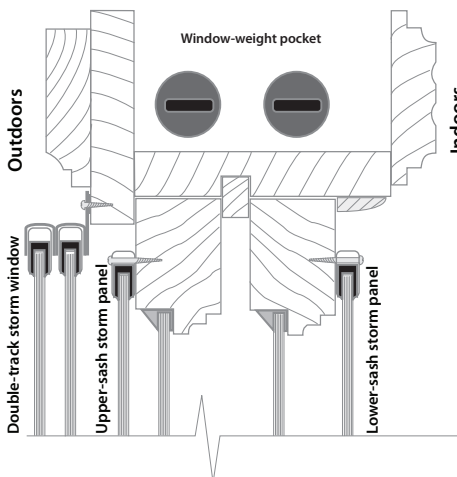 Window-weight pocket
Outdoors
Indoors
Double-track storm window
Upper-sash storm panel
Lower-sash storm panel